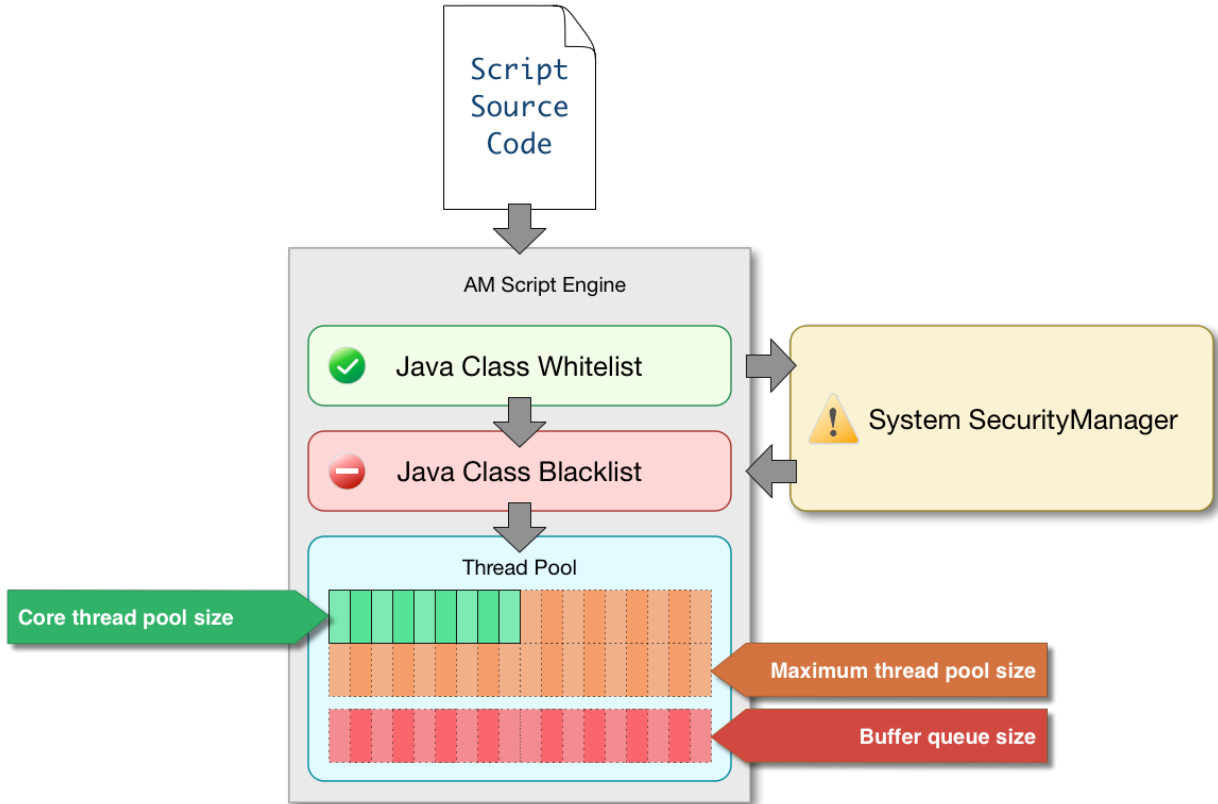 Script
Source
Code
AM Script Engine
Java Class Whitelist
System SecurityManager
Java Class Blacklist
Thread Pool
Core thread pool size
Maximum thread pool size
Buffer queue size